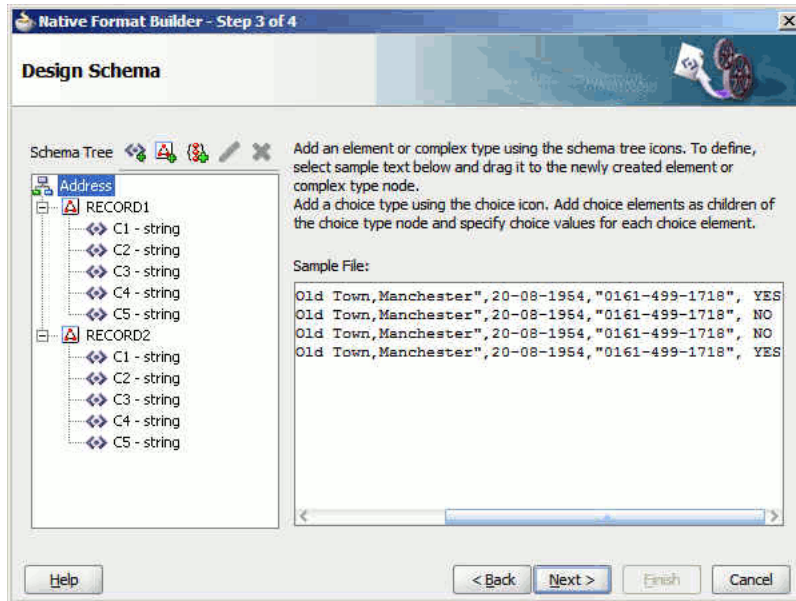 Native Format Builder - Step 3 of 4
Design Schema
Schema Tree
Address
RECORD1
C1 - string
C2 - string
C3 - string
C4 - string
C5 - string
RECORD2
C1 - string
C2 - string
C3 - string
C4 - string
C5 - string
Add an element or complex type using the schema tree icons. To define,
select sample text below and drag it to the newly created element or
complex type node.
Add a choice type using the choice icon. Add choice elements as children of
the choice type node and specify choice values for each choice element.
Sample File:
Old Town,Manchester",20-08-1954,"0161-499-1718", YES
Old Town,Manchester",20-08-1954,"0161-499-1718", NO
Old Town,Manchester",20-08-1954,"0161-499-1718", NO
Old Town,Manchester",20-08-1954,"0161-499-1718", YES
Help
< Back
Next >
Finish
Cancel